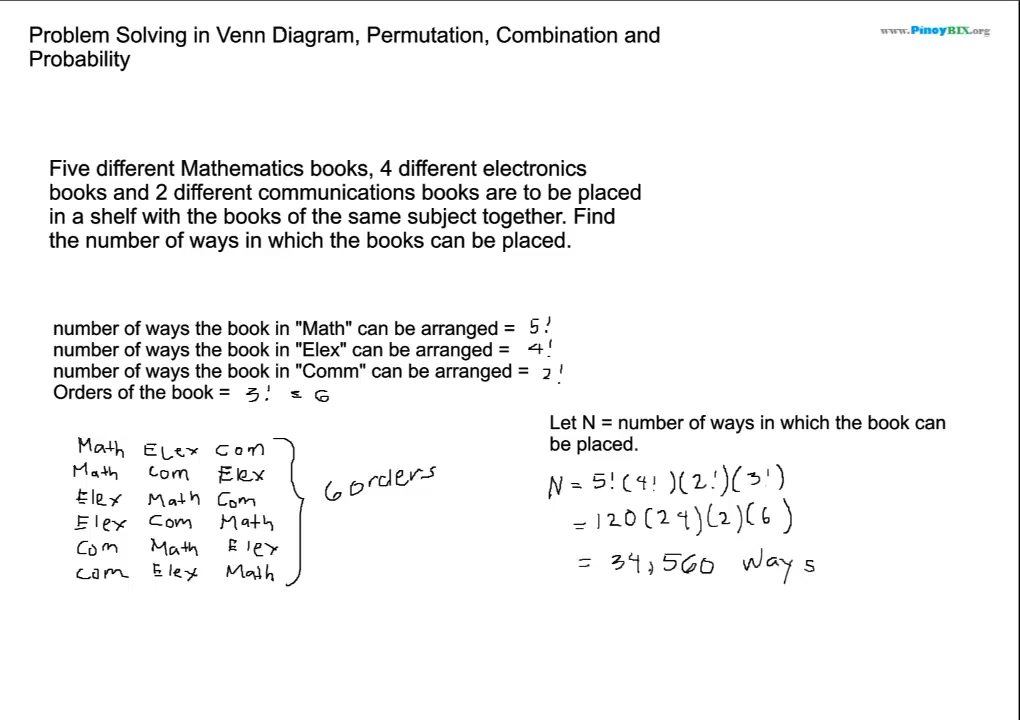 Problem Solving in Venn Diagram, Permutation, Combination and
Probability
www.PinoyBIX.org
Five different Mathematics books, 4 different electronics
books and 2 different communications books are to be placed
in a shelf with the books of the same subject together. Find
the number of ways in which the books can be placed.
number of ways the book in "Math" can be arranged = 5!
number of ways the book in "Elex" can be arranged = 4!
number of ways the book in "Comm" can be arranged = 2!
Orders of the book = 3! = 6
Math Elex Com
Math Com Elex
Elex Math Com
Elex Com Math
Com Math Elex
Com Elex Math
6 orders
Let N = number of ways in which the book can
be placed.
N = 5!(4!)(2!)(3!)
= 120(24)(2)(6)
= 34,560 ways